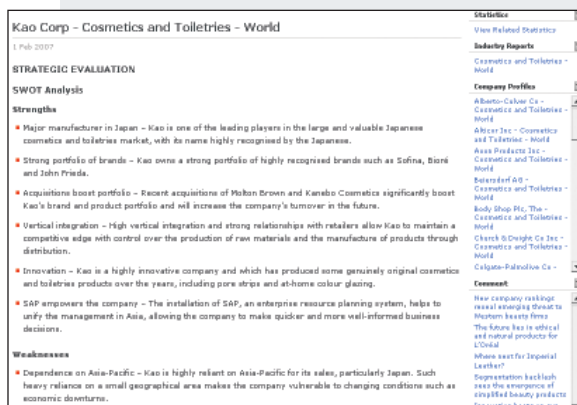 Kao Corp - Cosmetics and Toiletries - World
1 Feb 2007
STRATEGIC EVALUATION
SWOT Analysis
Strengths
Major manufacturer in Japan - Kao is one of the leading players in the large and valuable Japanese
cosmetics and toiletries market, with its name highly recognised by the Japanese.
Strong portfolio of brands - Kao owns a strong portfolio of highly recognised brands such as Sofina, Bioré
and John Frieda.
Acquisitions boost portfolio - Recent acquisitions of Molton Brown and Kanebo Cosmetics significantly boost
Kao's brand and product portfolio and will increase the company's turnover in the future.
Vertical integration - High vertical integration and strong relationships with retailers allow Kao to maintain a
competitive edge with control over the production of raw materials and the manufacture of products through
distribution.
Innovation - Kao is a highly innovative company and which has produced some genuinely original cosmetics
and toiletries products over the years, including pore strips and at-home colour glazing.
SAP empowers the company - The installation of SAP, an enterprise resource planning system, helps to
unify the management in Asia, allowing the company to make quicker and more well-informed business
decisions.
Weaknesses
Dependence on Asia-Pacific - Kao is highly reliant on Asia-Pacific for its sales, particularly Japan. Such
heavy reliance on a small geographical area makes the company vulnerable to changing conditions such as
economic downturns.
Statistics
View Related Statistics
Industry Reports
Cosmetics and Toiletries -
World
Company Profiles
Alberto-Culver Co -
Cosmetics and Toiletries -
World
Alticor Inc - Cosmetics
and Toiletries - World
Avon Products Inc -
Cosmetics and Toiletries -
World
Beiersdorf AG -
Cosmetics and Toiletries -
World
Body Shop Plc, The -
Cosmetics and Toiletries -
World
Church & Dwight Co Inc -
Cosmetics and Toiletries -
World
Colgate-Palmolive Co -
Comment
New company rankings
reveal emerging threat to
Western beauty firms
The future lies in ethical
and natural products for
L'Oréal
Where next for Imperial
Leather?
Segmentation backlash
sees the emergence of
simplified beauty products